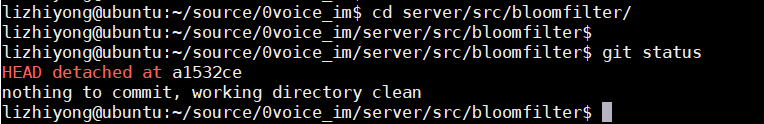 lizhiyong@ubuntu:~/source/0voice_im$ cd server/src/bloomfilter/
lizhiyong@ubuntu:~/source/0voice_im/server/src/bloomfilter$
lizhiyong@ubuntu:~/source/0voice_im/server/src/bloomfilter$ git status
HEAD detached at a1532ce
nothing to commit, working directory clean
lizhiyong@ubuntu:~/source/0voice_im/server/src/bloomfilter$